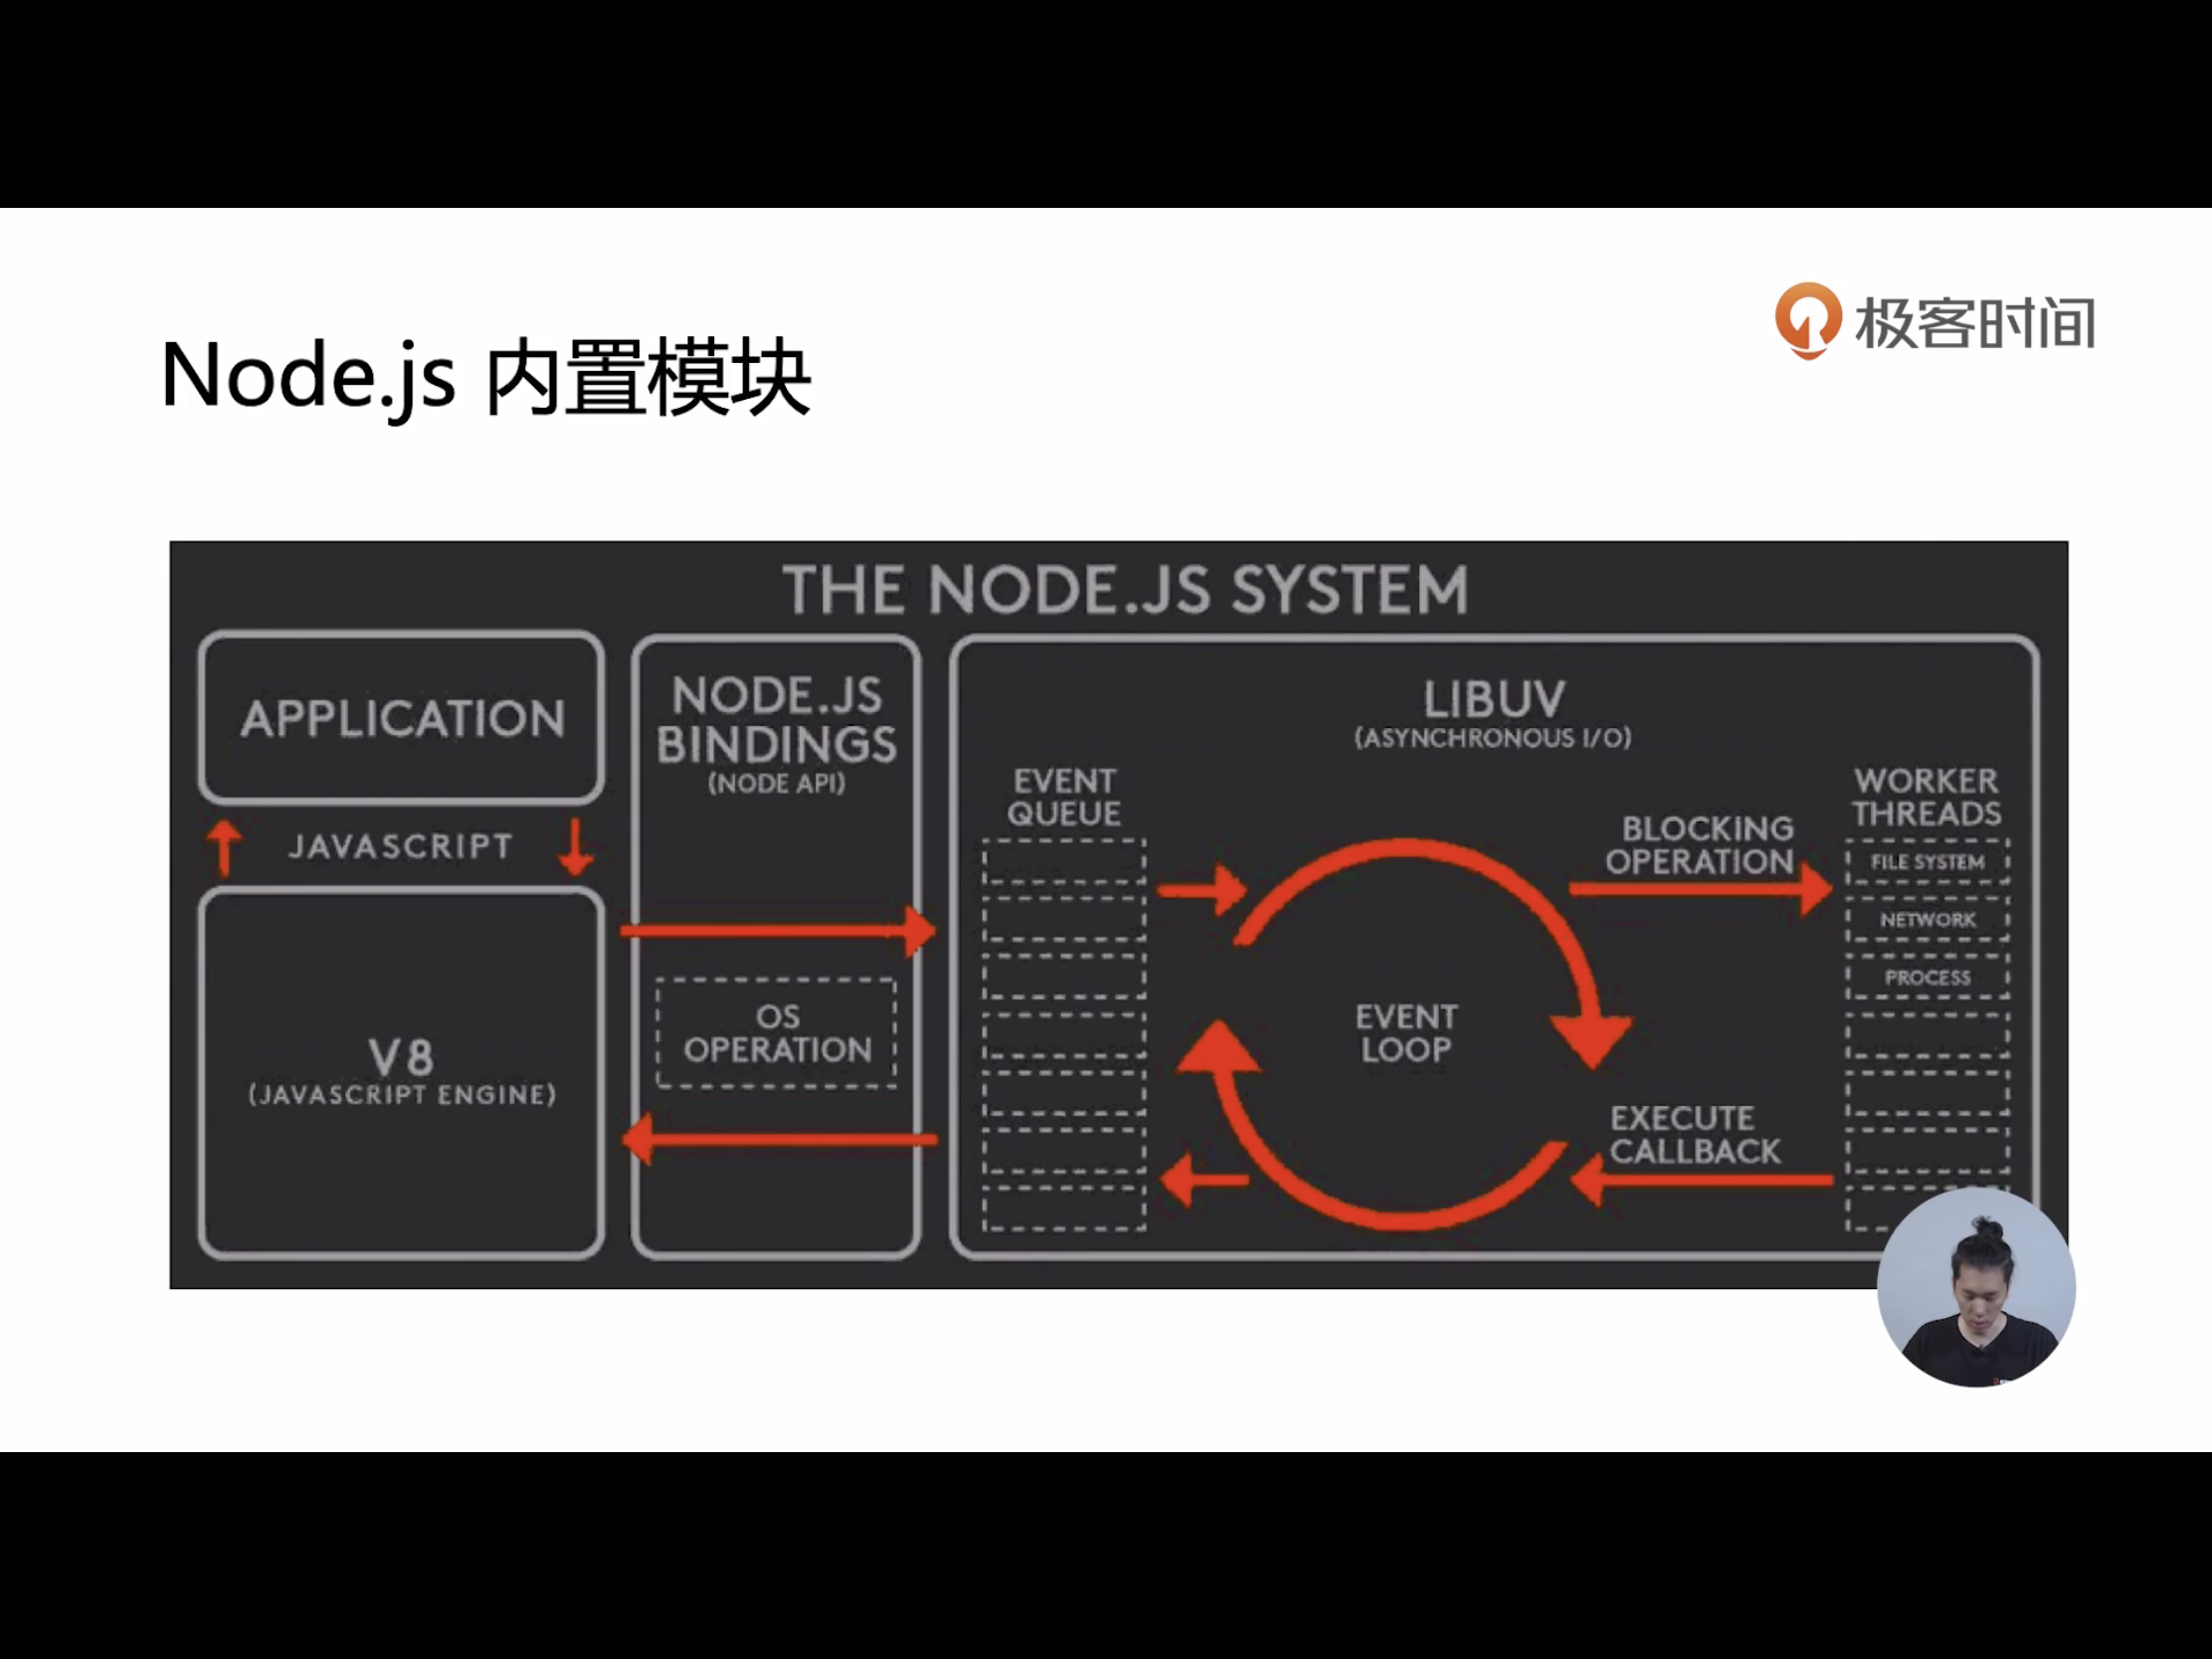 极客时间
Node.js 内置模块
THE NODE.JS SYSTEM
APPLICATION
JAVASCRIPT
V8
(JAVASCRIPT ENGINE)
NODE.JS
BINDINGS
(NODE API)
OS
OPERATION
LIBUV
(ASYNCHRONOUS I/O)
EVENT
QUEUE
EVENT
LOOP
BLOCKING
OPERATION
EXECUTE
CALLBACK
WORKER
THREADS
FILE SYSTEM
NETWORK
PROCESS